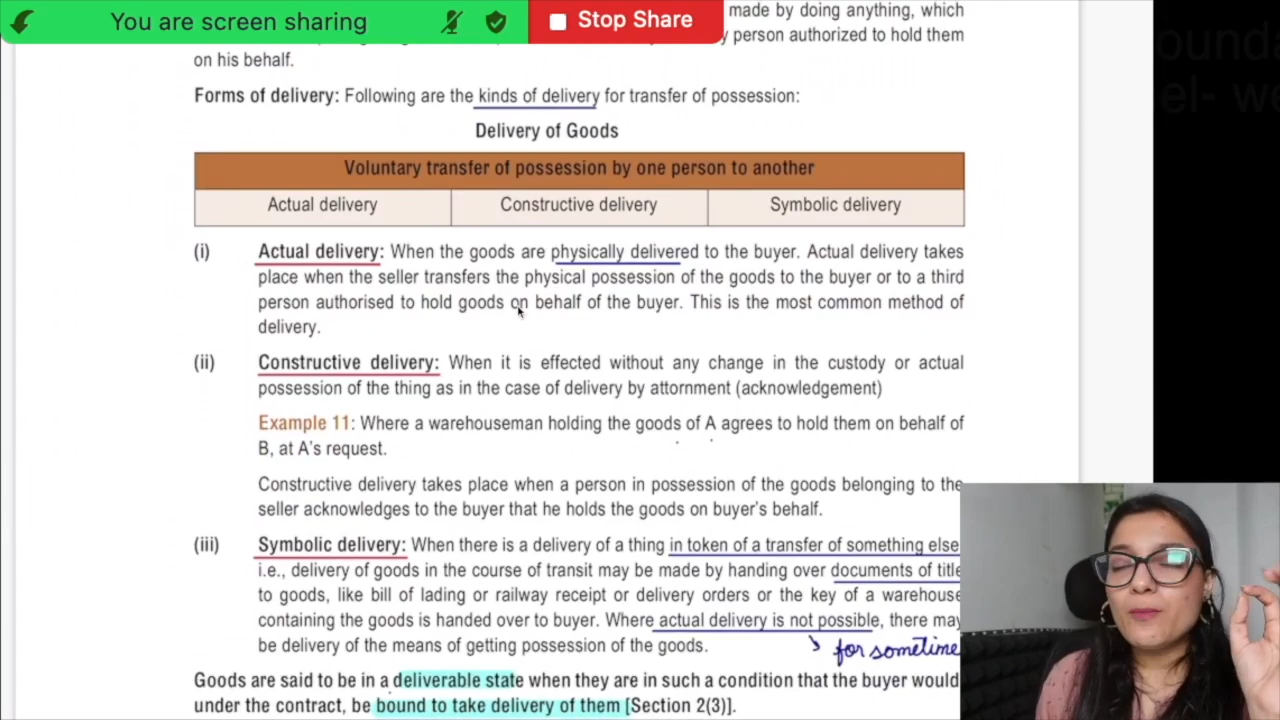 You are screen sharing
Stop Share
made by doing anything, which
person authorized to hold them
on his behalf.
Forms of delivery: Following are the kinds of delivery for transfer of possession:
Delivery of Goods
Voluntary transfer of possession by one person to another
Actual delivery Constructive delivery Symbolic delivery
(i) Actual delivery: When the goods are physically delivered to the buyer. Actual delivery takes
place when the seller transfers the physical possession of the goods to the buyer or to a third
person authorised to hold goods on behalf of the buyer. This is the most common method of
delivery.
(ii) Constructive delivery: When it is effected without any change in the custody or actual
possession of the thing as in the case of delivery by attornment (acknowledgement)
Example 11: Where a warehouseman holding the goods of A agrees to hold them on behalf of
B, at A's request.
Constructive delivery takes place when a person in possession of the goods belonging to the
seller acknowledges to the buyer that he holds the goods on buyer's behalf.
(iii) Symbolic delivery: When there is a delivery of a thing in token of a transfer of something else
i.e., delivery of goods in the course of transit may be made by handing over documents of title
to goods, like bill of lading or railway receipt or delivery orders or the key of a warehouse
containing the goods is handed over to buyer. Where actual delivery is not possible, there may
be delivery of the means of getting possession of the goods.
for sometime
Goods are said to be in a deliverable state when they are in such a condition that the buyer would
under the contract, be bound to take delivery of them [Section 2(3)].